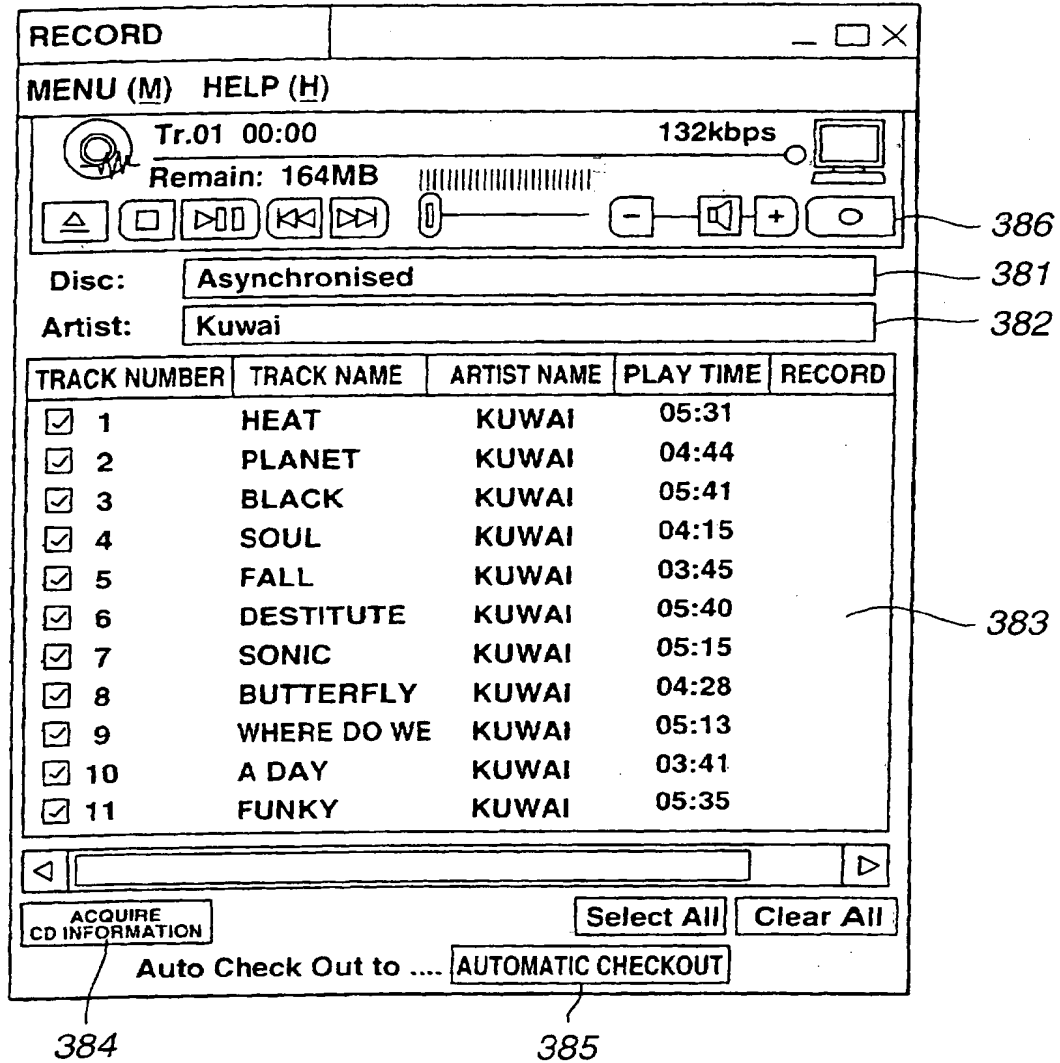 RECORD
MENU (M) HELP (H)
Tr.01 00:00 132kbps
Remain: 164MB
- + 386
Disc: Asynchronised 381
Artist: Kuwai 382
TRACK NUMBER TRACK NAME ARTIST NAME PLAY TIME RECORD
1 HEAT KUWAI 05:31
2 PLANET KUWAI 04:44
3 BLACK KUWAI 05:41
4 SOUL KUWAI 04:15
5 FALL KUWAI 03:45
6 DESTITUTE KUWAI 05:40 383
7 SONIC KUWAI 05:15
8 BUTTERFLY KUWAI 04:28
9 WHERE DO WE KUWAI 05:13
10 A DAY KUWAI 03:41
11 FUNKY KUWAI 05:35
ACQUIRE
CD INFORMATION Select All Clear All
Auto Check Out to .... AUTOMATIC CHECKOUT
384 385